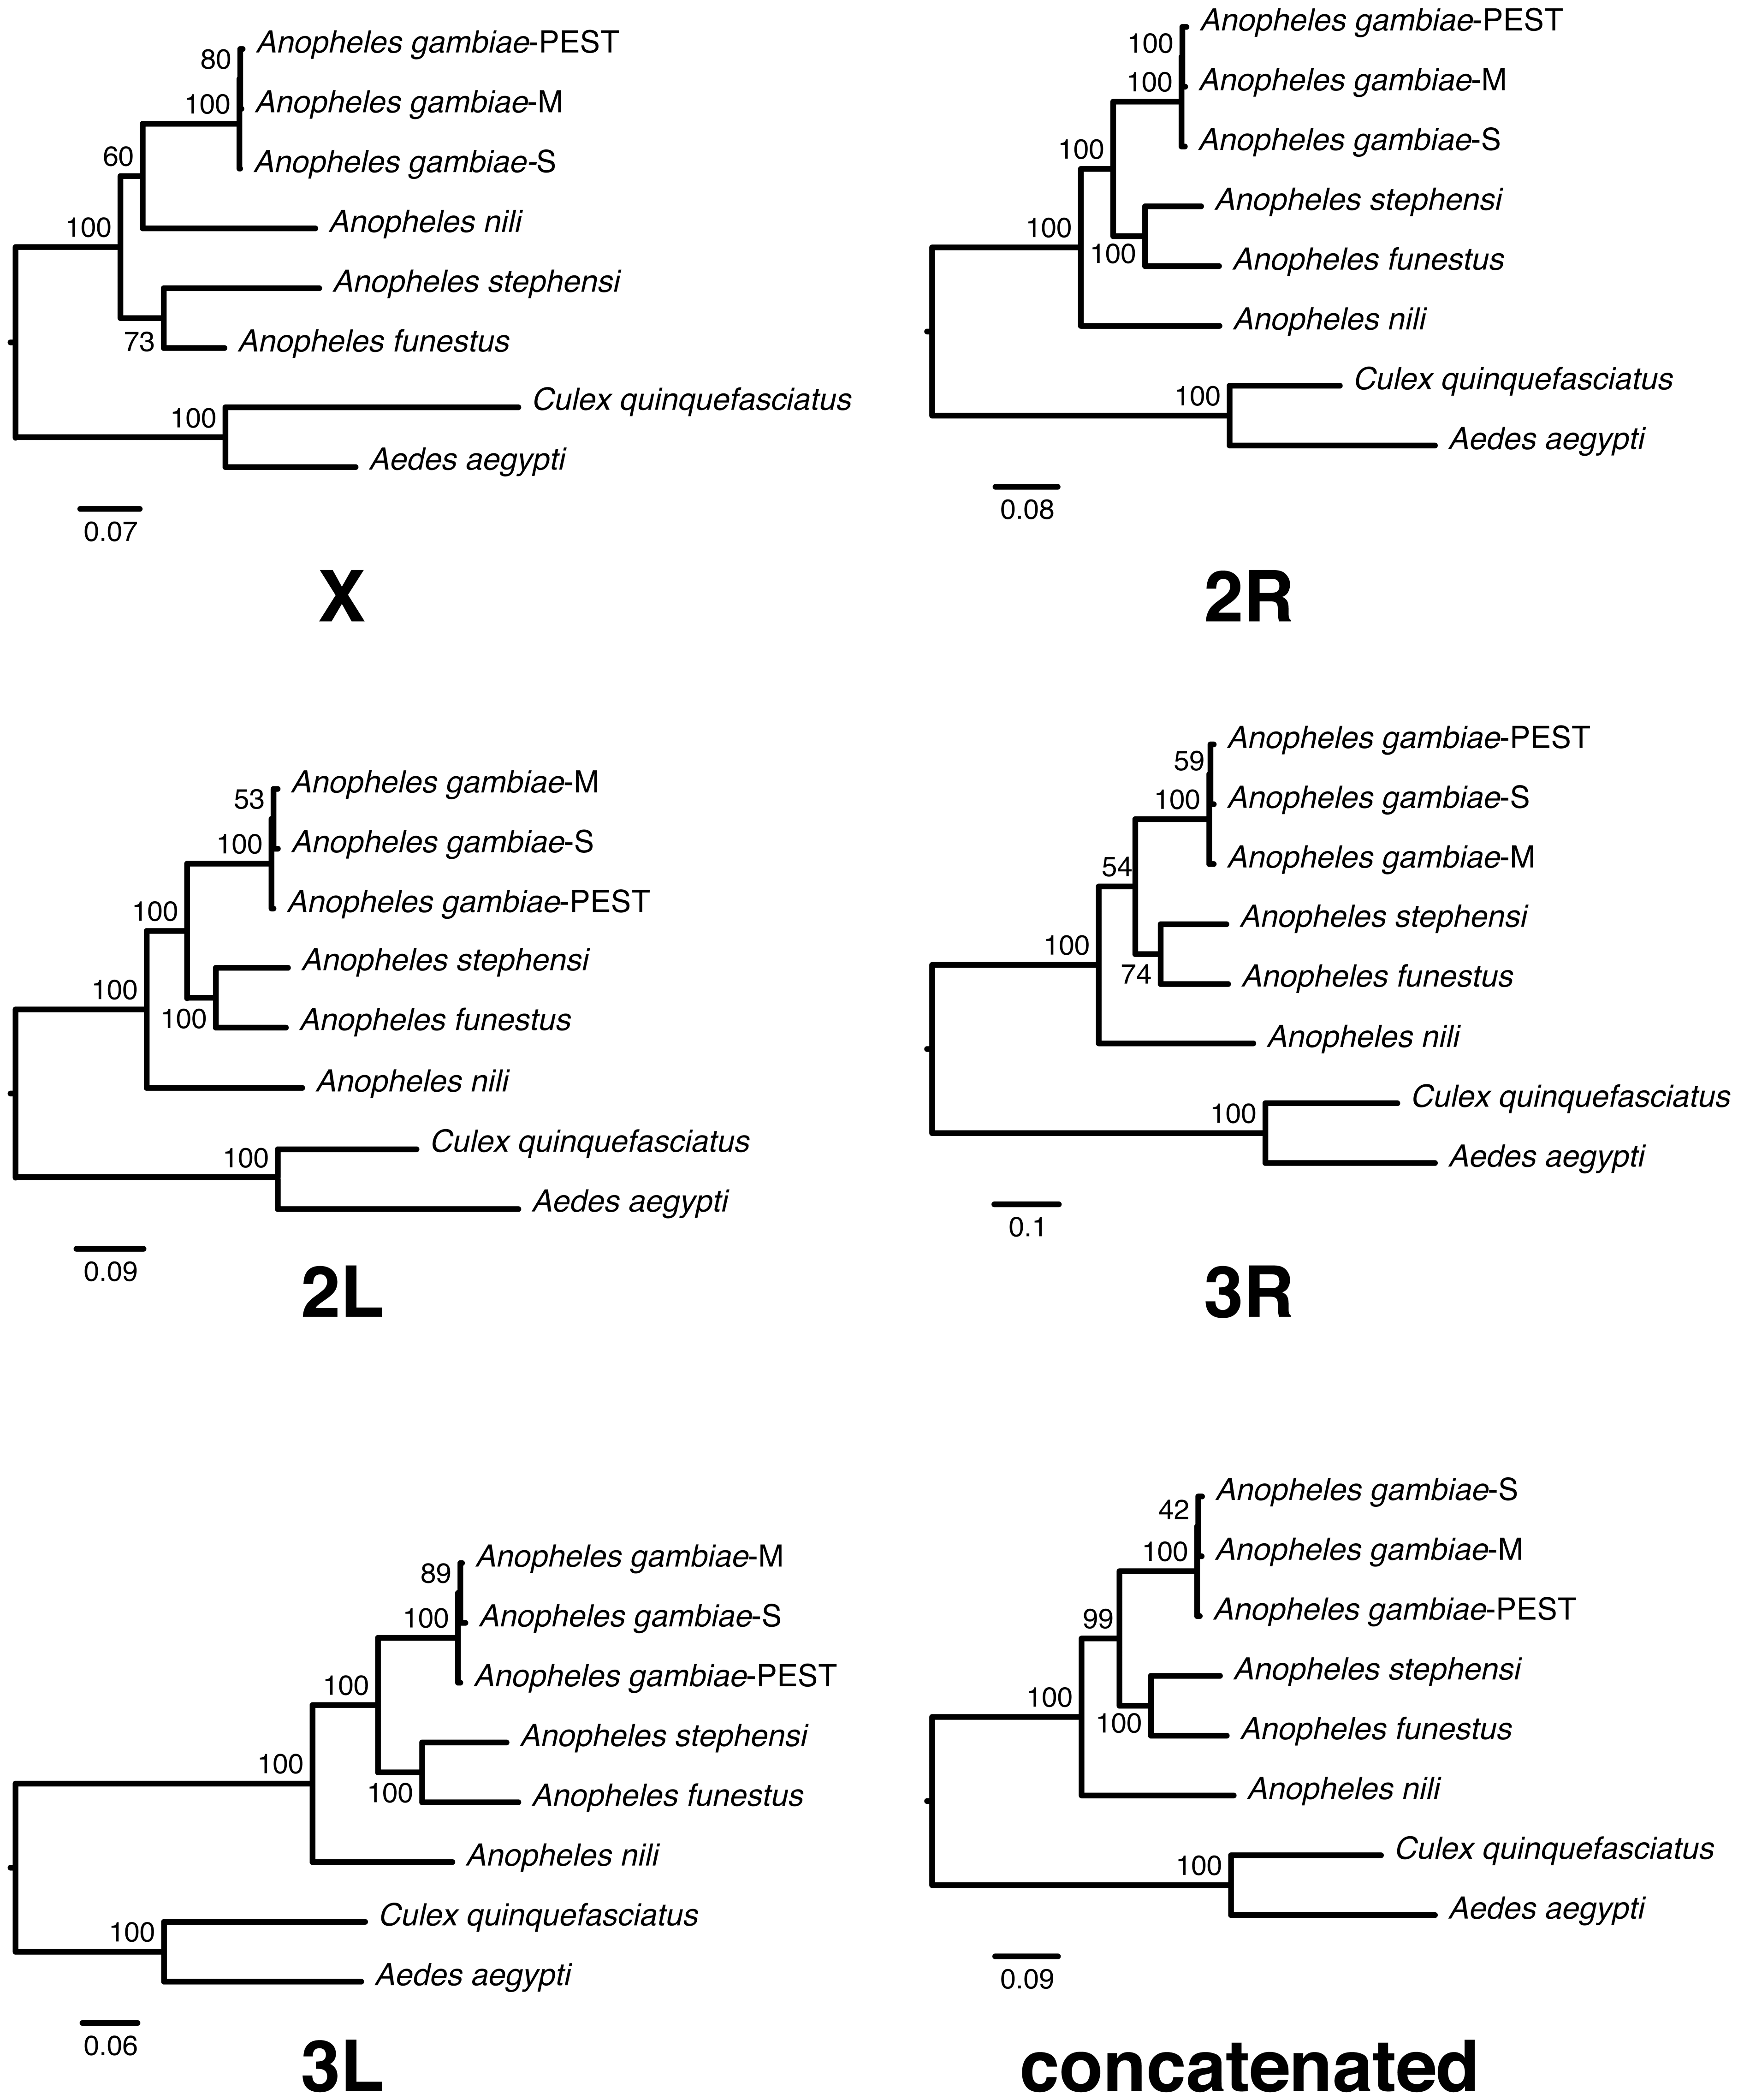 Anopheles gambiae-PEST
80
Anopheles gambiae-M
100
Anopheles gambiae-S
60
Anopheles nili
100
Anopheles stephensi
73
Anopheles funestus
Culex quinquefasciatus
100
Aedes aegypti
0.07
X
Anopheles gambiae-PEST
100
Anopheles gambiae-M
100
Anopheles gambiae-S
100
Anopheles stephensi
100
Anopheles funestus
100
Anopheles nili
Culex quinquefasciatus
100
Aedes aegypti
0.08
2R
Anopheles gambiae-M
53
Anopheles gambiae-S
100
Anopheles gambiae-PEST
100
Anopheles stephensi
100
Anopheles funestus
100
Anopheles nili
Culex quinquefasciatus
100
Aedes aegypti
0.09
2L
Anopheles gambiae-PEST
59
Anopheles gambiae-S
100
Anopheles gambiae-M
54
Anopheles stephensi
100
Anopheles funestus
74
Anopheles nili
Culex quinquefasciatus
100
Aedes aegypti
0.1
3R
Anopheles gambiae-M
89
Anopheles gambiae-S
100
Anopheles gambiae-PEST
100
Anopheles stephensi
100
Anopheles funestus
100
Anopheles nili
Culex quinquefasciatus
100
Aedes aegypti
0.06
3L
Anopheles gambiae-S
42
Anopheles gambiae-M
100
Anopheles gambiae-PEST
99
Anopheles stephensi
100
Anopheles funestus
100
Anopheles nili
Culex quinquefasciatus
100
Aedes aegypti
0.09
concatenated